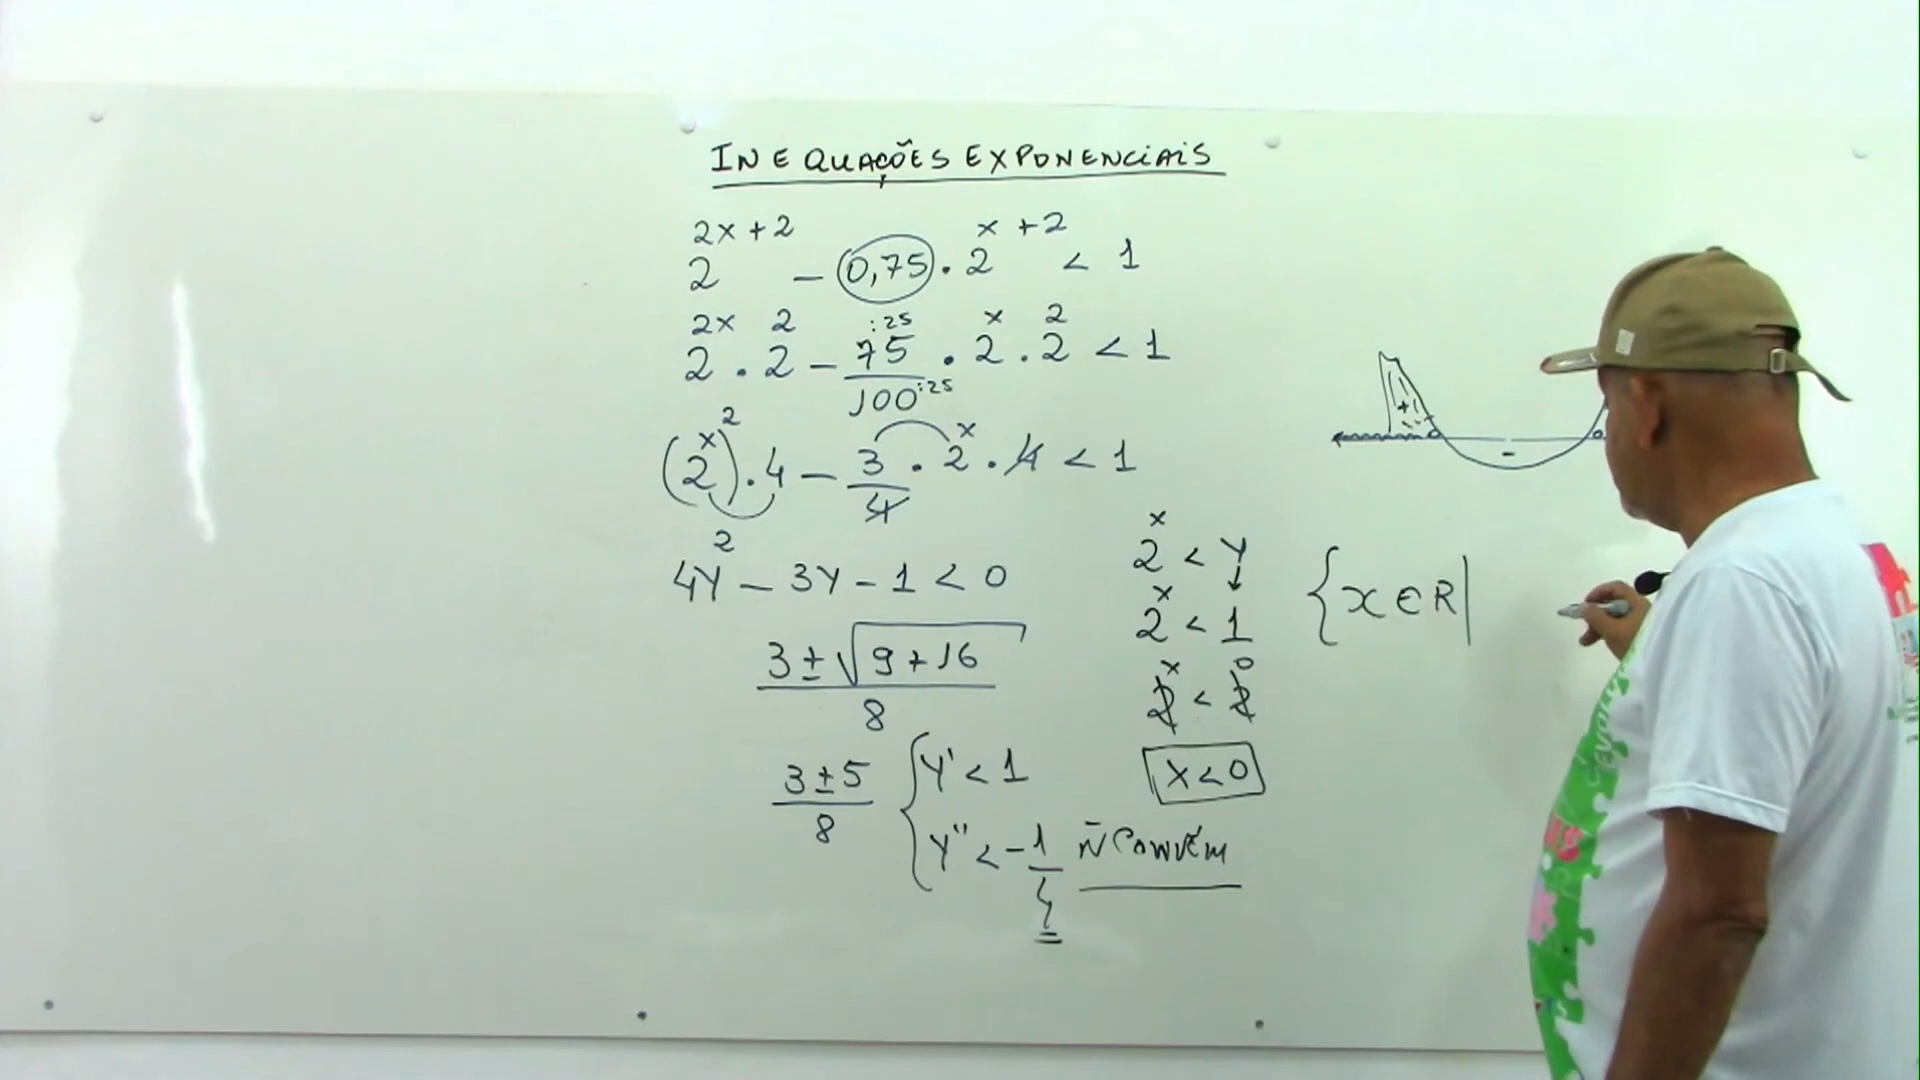 INEQUAÇÕES EXPONENCIAIS
2^(2x+2) - 0,75 . 2^(x+2) < 1
2^(2x) . 2^2 - 75:25/100:25 . 2^x . 2^2 < 1
(2^x)^2 . 4 - 3/4 . 2^x . 4 < 1
4Y^2 - 3Y - 1 < 0
3±√(9+16)/8
3±5/8
Y' < 1
Y'' < -1/4 Ñ CONVÉM
2^x < Y
2^x < 1
2^x < 2^0
X < 0
+
-
{x ∈ R|